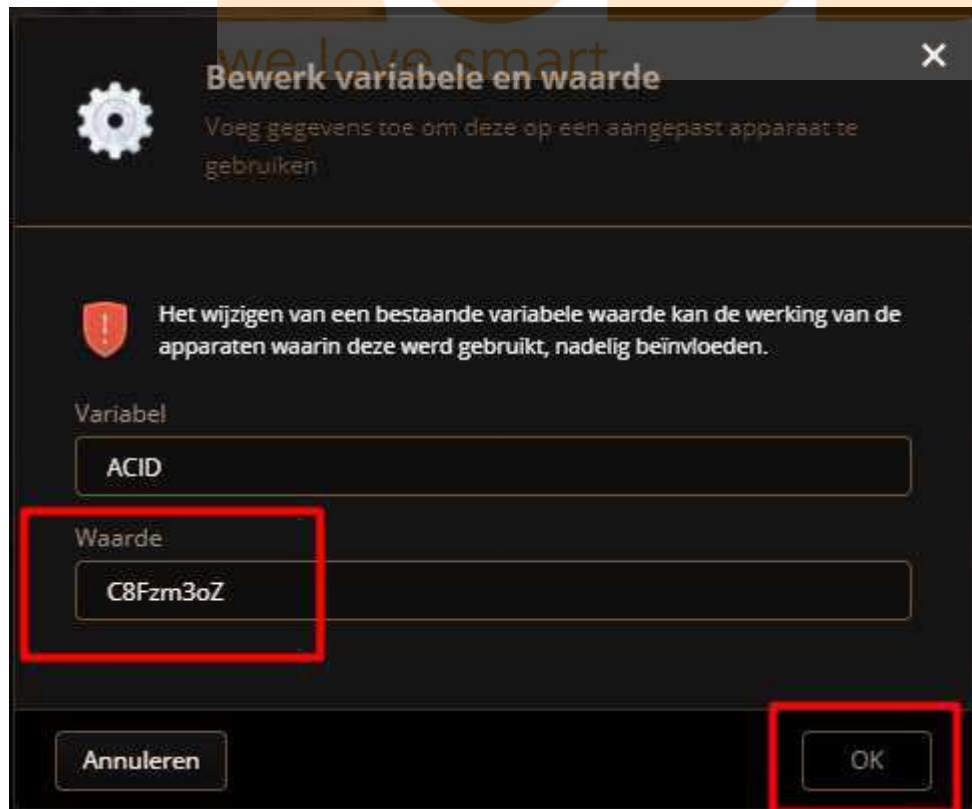 we love smart
Bewerk variabele en waarde
Voeg gegevens toe om deze op een aangepast apparaat te
gebruiken
Het wijzigen van een bestaande variabele waarde kan de werking van de
apparaten waarin deze werd gebruikt, nadelig beïnvloeden.
Variabel
ACID
Waarde
C8Fzm3oZ
Annuleren
OK